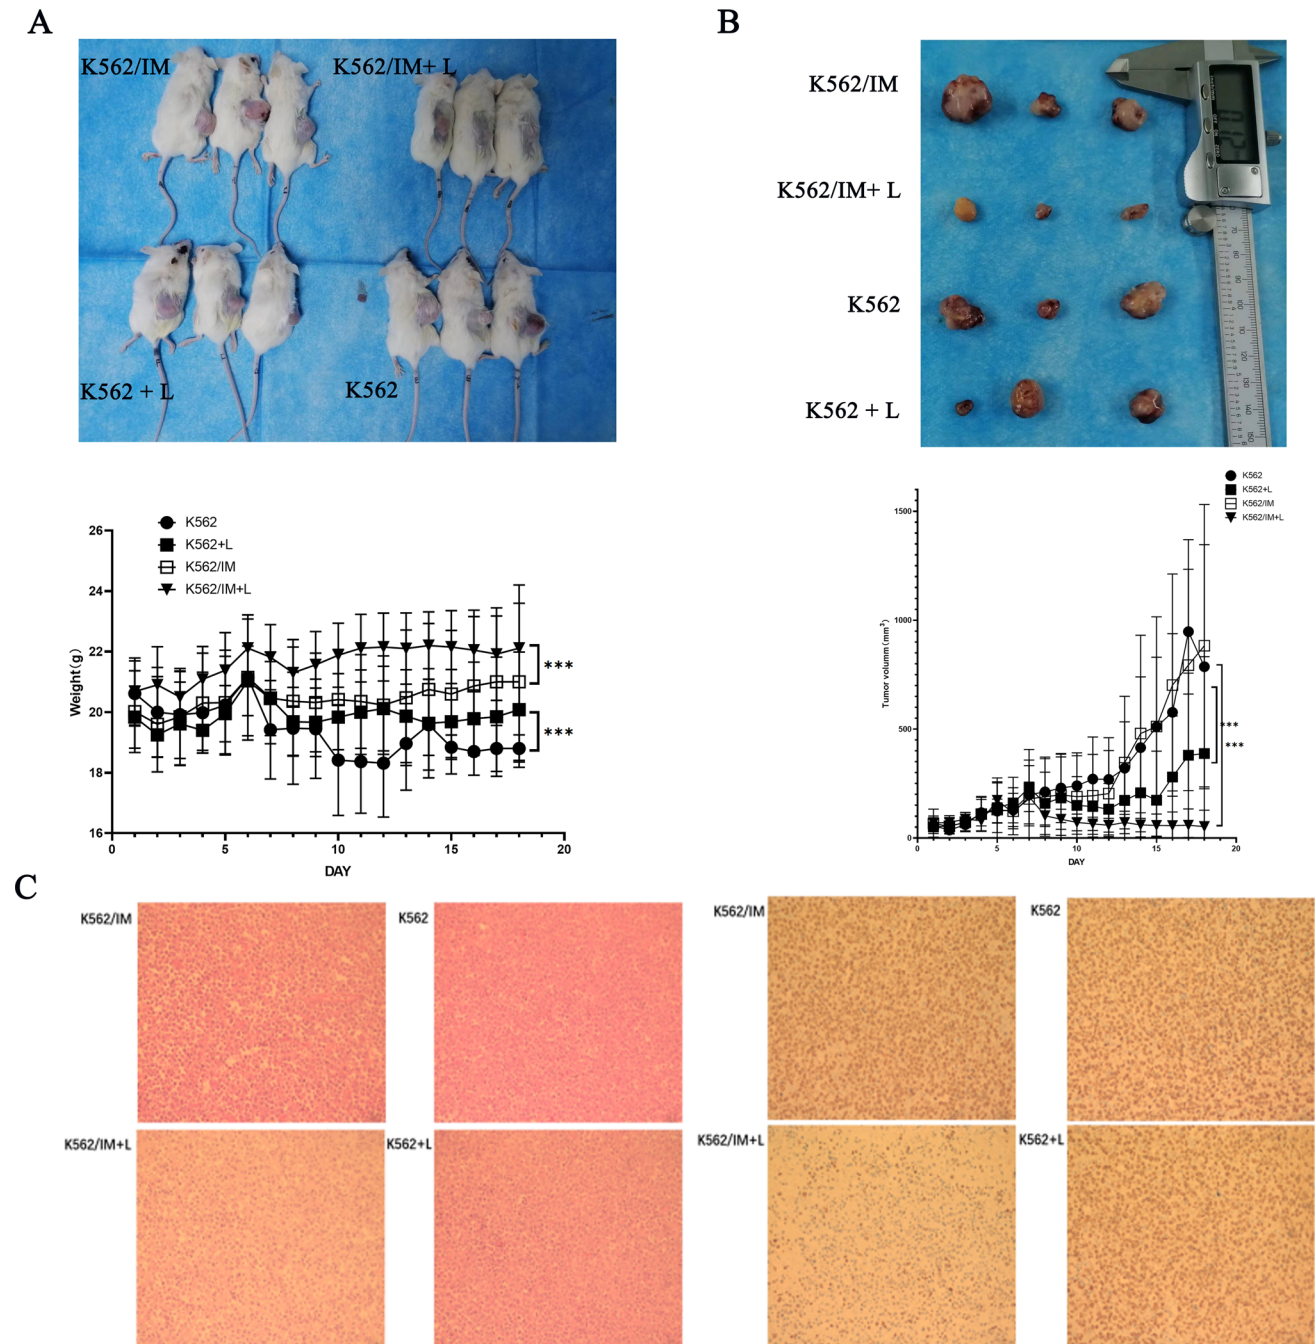 A
K562/IM
K562/IM+ L
K562 + L
K562
B
K562/IM
K562/IM+ L
K562
K562 + L
K562
K562+L
K562/IM
K562/IM+L
26
24
22
20
18
16
0
5
10
15
20
Weight(g)
DAY
***
***
K562
K562+L
K562/IM
K562/IM+L
1500
1000
500
0
0
5
10
15
20
Tumor volumm(mm³)
DAY
***
***
C
K562/IM
K562
K562/IM
K562
K562/IM+L
K562+L
K562/IM+L
K562+L